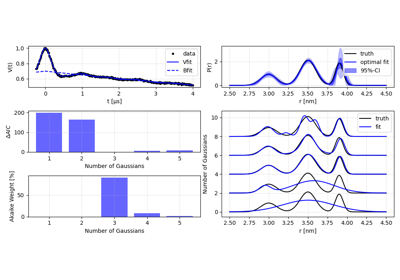 V(t)
1.0
0.8
0.6
data
Vfit
Bfit
0 1 2 3 4
t [μs]
P(r)
2
0
truth
optimal fit
95%-CI
2.50 2.75 3.00 3.25 3.50 3.75 4.00 4.25 4.50
r [nm]
ΔAIC
200
100
0
1 2 3 4 5
Number of Gaussians
Akaike Weight [%]
50
0
1 2 3 4 5
Number of Gaussians
Number of Gaussians
10
8
6
4
2
0
truth
fit
2.50 2.75 3.00 3.25 3.50 3.75 4.00 4.25 4.50
r [nm]